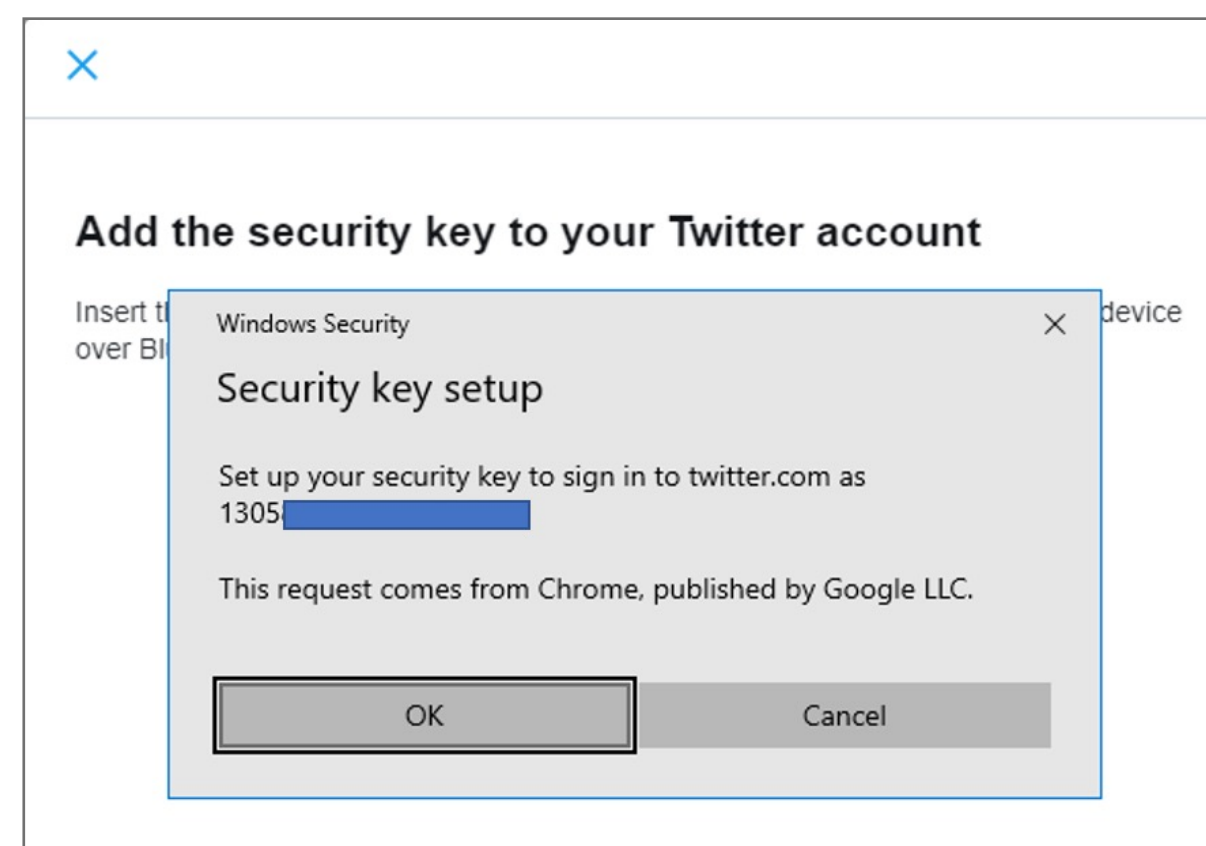 Add the security key to your Twitter account
Insert device
over
Windows Security
Security key setup
Set up your security key to sign in to twitter.com as
1305
This request comes from Chrome, published by Google LLC.
OK
Cancel